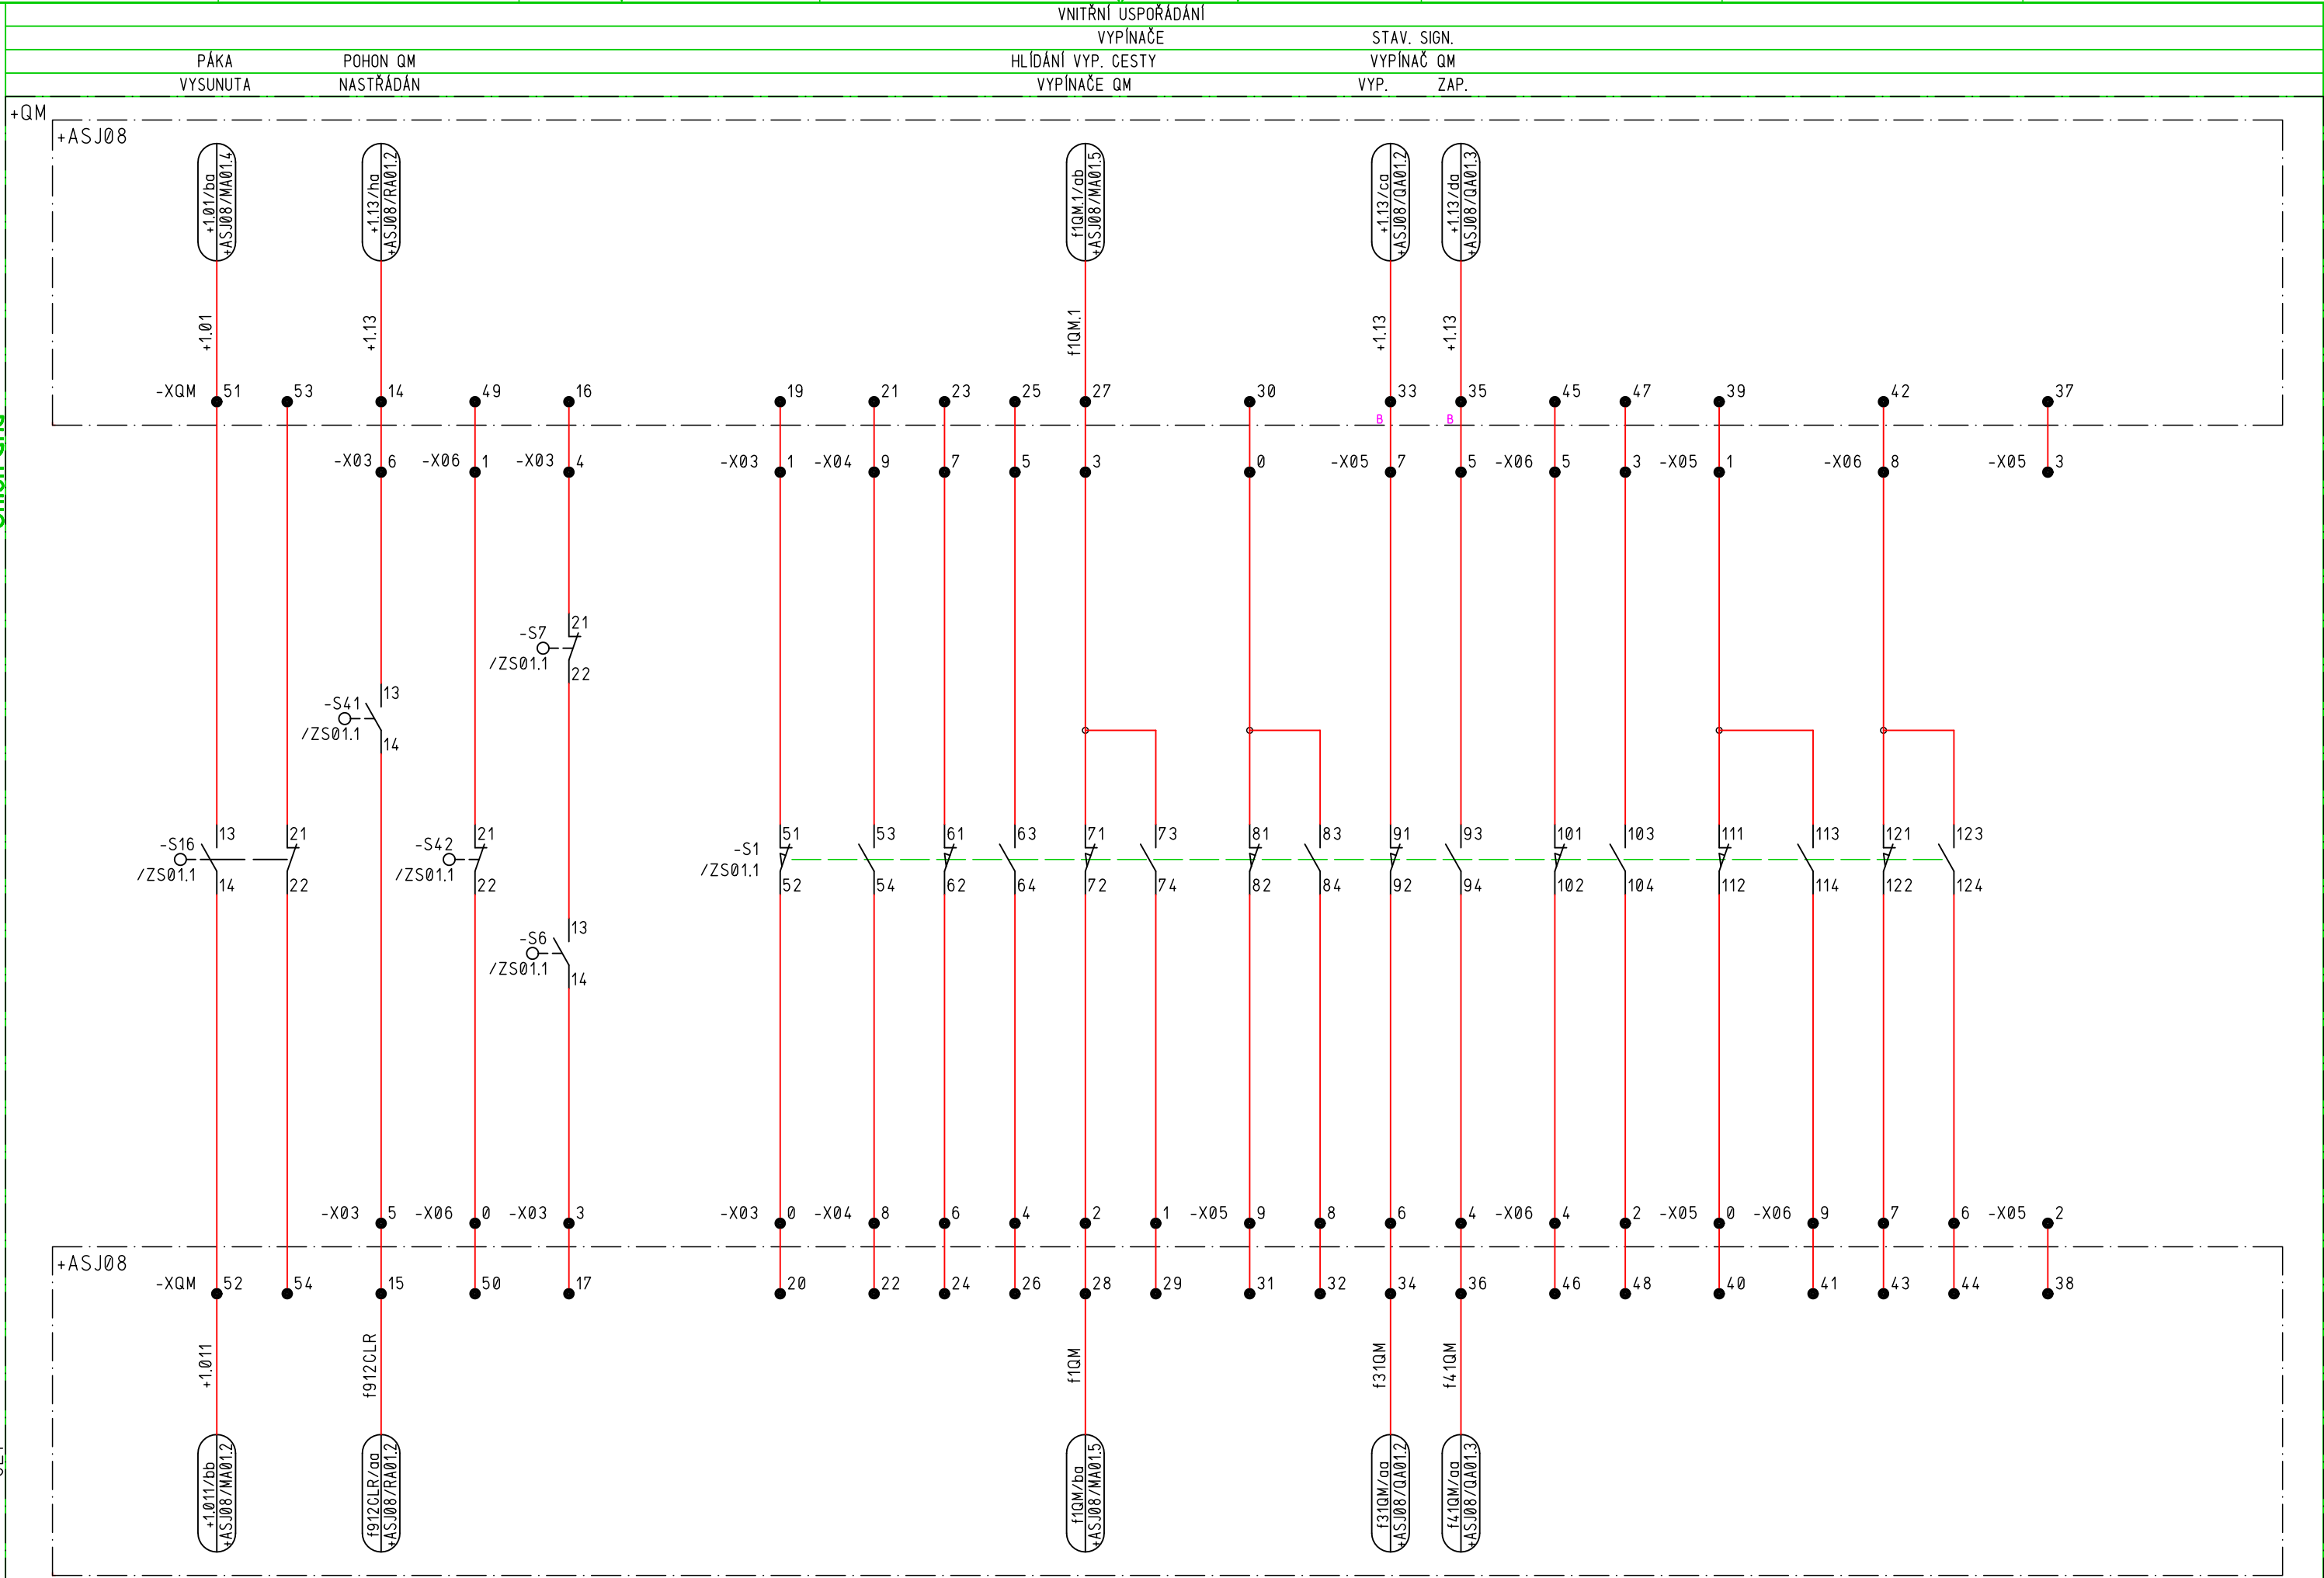 VNITŘNÍ USPOŘÁDÁNÍ
VYPÍNAČE STAV. SIGN.
PÁKA POHON QM HLÍDÁNÍ VYP. CESTY VYPÍNAČ QM
VYSUNUTA NASTŘÁDÁN VYPÍNAČE QM VYP. ZAP.
+QM
+ASJ08
+1.01/ba
+ASJ08/MA01.4
+1.13/ha
+ASJ08/RA01.2
f1QM.1/ab
+ASJ08/MA01.5
+1.13/ca
+ASJ08/QA01.2
+1.13/da
+ASJ08/QA01.3
+1.01 +1.13 f1QM.1 +1.13 +1.13
-XQM 51 53 14 49 16 19 21 23 25 27 30 33 35 45 47 39 42 37
B B
-X03 6 -X06 1 -X03 4 -X03 1 -X04 9 7 5 3 0 -X05 7 5 -X06 5 3 -X05 1 -X06 8 -X05 3
21
-S7
/ZS01.1
22
13
-S41
/ZS01.1
14
13 21 21 51 53 61 63 71 73 81 83 91 93 101 103 111 113 121 123
-S16 -S42 -S1
/ZS01.1 /ZS01.1 /ZS01.1
14 22 22 52 54 62 64 72 74 82 84 92 94 102 104 112 114 122 124
13
-S6
/ZS01.1
14
-X03 5 -X06 0 -X03 3 -X03 0 -X04 8 6 4 2 1 -X05 9 8 6 4 -X06 4 2 -X05 0 -X06 9 7 6 -X05 2
+ASJ08
-XQM 52 54 15 50 17 20 22 24 26 28 29 31 32 34 36 46 48 40 41 43 44 38
+1.011 f912CLR f1QM f31QM f41QM
+1.011/bb
+ASJ08/MA01.2
f912CLR/aa
+ASJ08/RA01.2
f1QM/ba
+ASJ08/MA01.5
f31QM/aa
+ASJ08/QA01.2
f41QM/aa
+ASJ08/QA01.3